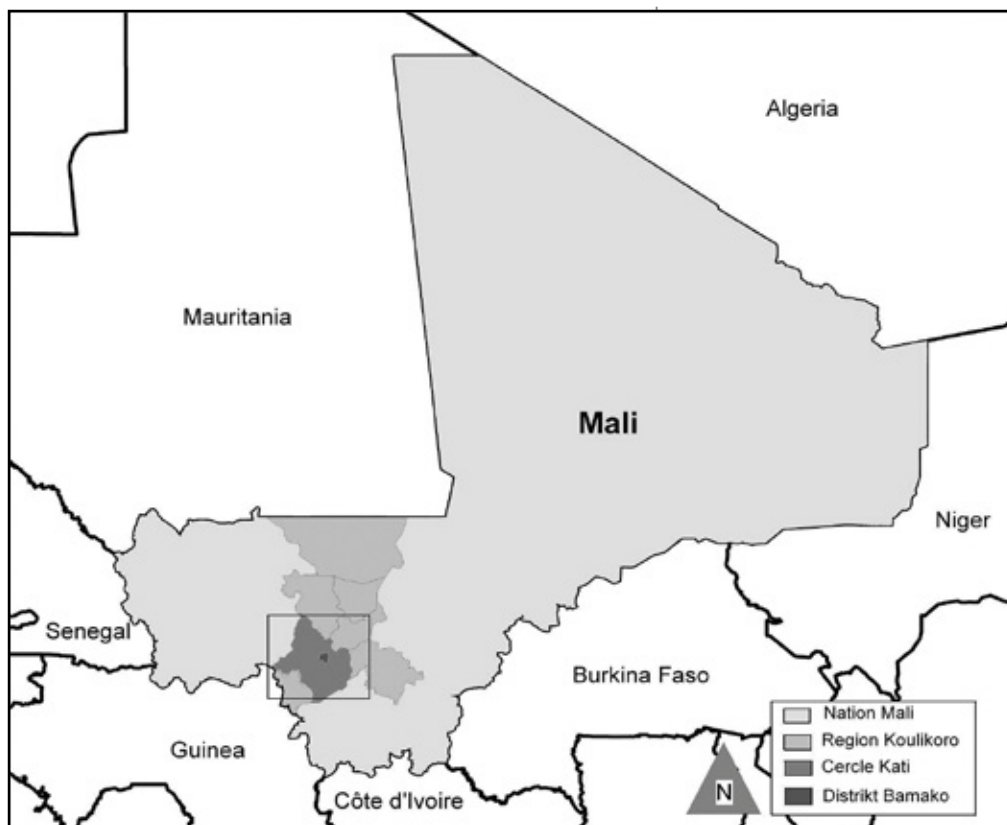 Algeria
Mauritania
Mali
Niger
Senegal
Burkina Faso
Guinea
Côte d'Ivoire
N
Nation Mali
Region Koulikoro
Cercle Kati
Distrikt Bamako